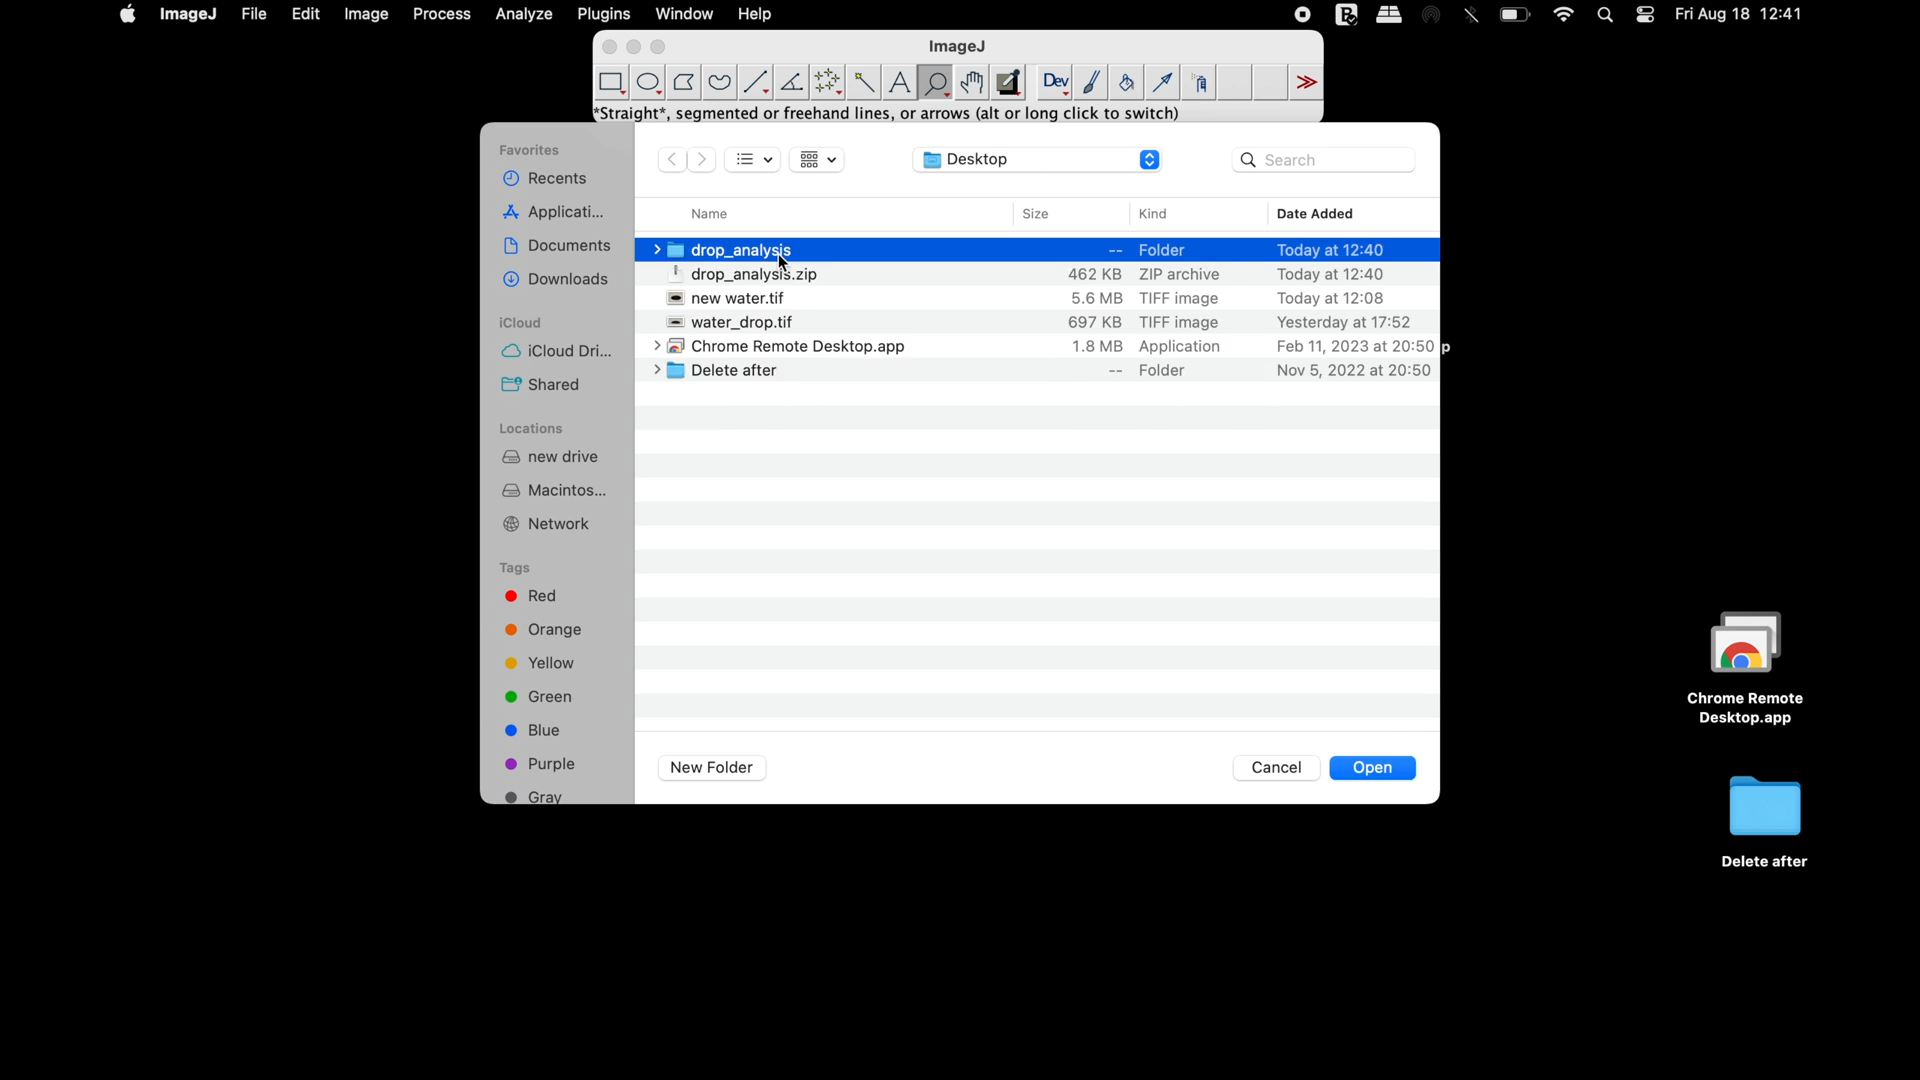 ImageJ File Edit Image Process Analyze Plugins Window Help Fri Aug 18 12:41
ImageJ
Dev
*Straight*, segmented or freehand lines, or arrows (alt or long click to switch)
Favorites
Recents
Applicati...
Documents
Downloads
iCloud
iCloud Dri...
Shared
Locations
new drive
Macintos...
Network
Tags
Red
Orange
Yellow
Green
Blue
Purple
Gray
Desktop
Search
Name Size Kind Date Added
drop_analysis -- Folder Today at 12:40
drop_analysis.zip 462 KB ZIP archive Today at 12:40
new water.tif 5.6 MB TIFF image Today at 12:08
water_drop.tif 697 KB TIFF image Yesterday at 17:52
Chrome Remote Desktop.app 1.8 MB Application Feb 11, 2023 at 20:50 p
Delete after -- Folder Nov 5, 2022 at 20:50
New Folder Cancel Open
Chrome Remote
Desktop.app
Delete after